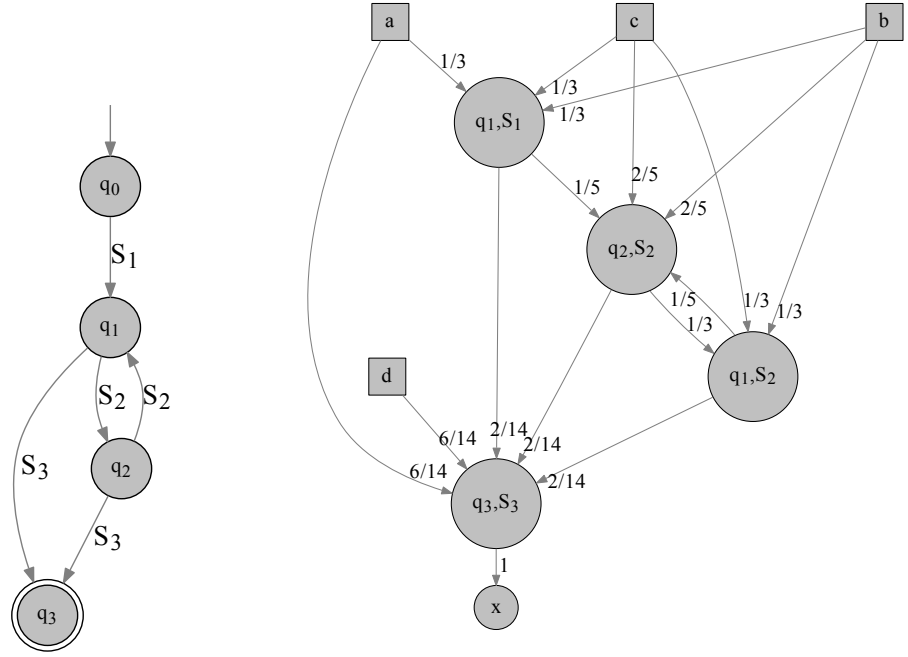 a
c
b
1/3
1/3
1/3
q1,S1
q0
1/5
2/5
2/5
S1
q2,S2
1/5
1/3
1/3
1/3
q1
d
q1,S2
S2
S2
6/14
2/14
2/14
6/14
2/14
S3
q2
q3,S3
S3
1
x
q3